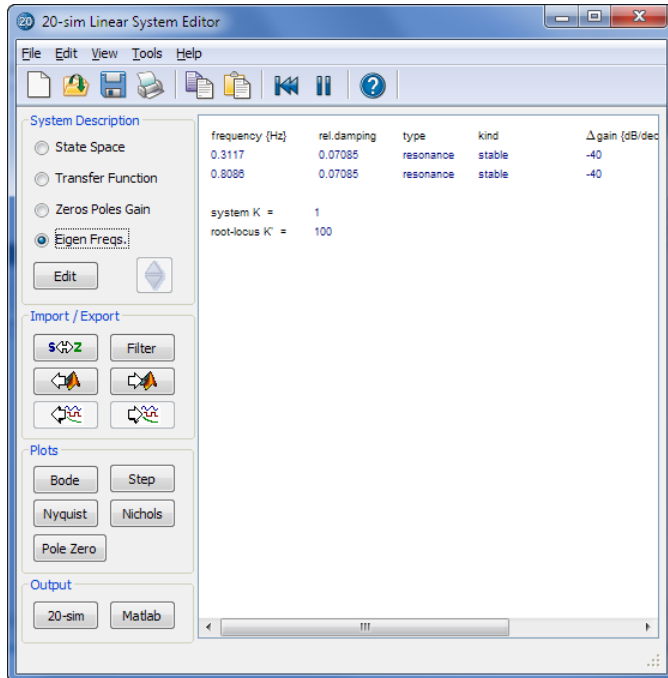 20 20-sim Linear System Editor
File Edit View Tools Help
System Description
State Space
Transfer Function
Zeros Poles Gain
Eigen Freqs.
Edit
Import / Export
S Z Filter
Plots
Bode Step
Nyquist Nichols
Pole Zero
Output
20-sim Matlab
frequency {Hz} rel.damping type kind Δgain {dB/dec
0.3117 0.07085 resonance stable -40
0.8086 0.07085 resonance stable -40
system K = 1
root-locus K' = 100